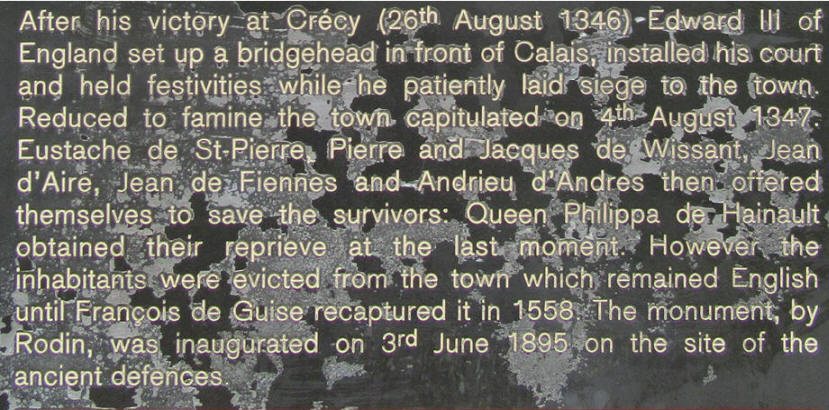 After his victory at Crécy (26th August 1346) Edward III of
England set up a bridgehead in front of Calais, installed his court
and held festivities while he patiently laid siege to the town.
Reduced to famine the town capitulated on 4th August 1347.
Eustache de St-Pierre, Pierre and Jacques de Wissant, Jean
d'Aire, Jean de Fiennes and Andrieu d'Andres then offered
themselves to save the survivors: Queen Philippa de Hainault
obtained their reprieve at the last moment. However the
inhabitants were evicted from the town which remained English
until François de Guise recaptured it in 1558. The monument, by
Rodin, was inaugurated on 3rd June 1895 on the site of the
ancient defences.